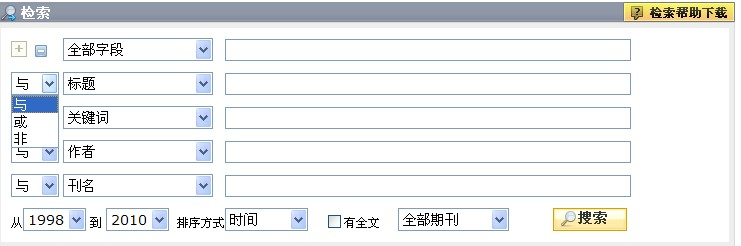 检索 检索帮助下载
全部字段
与 标题
与
或 关键词
非
与 作者
与 刊名
从 1998 到 2010 排序方式 时间 有全文 全部期刊 搜索